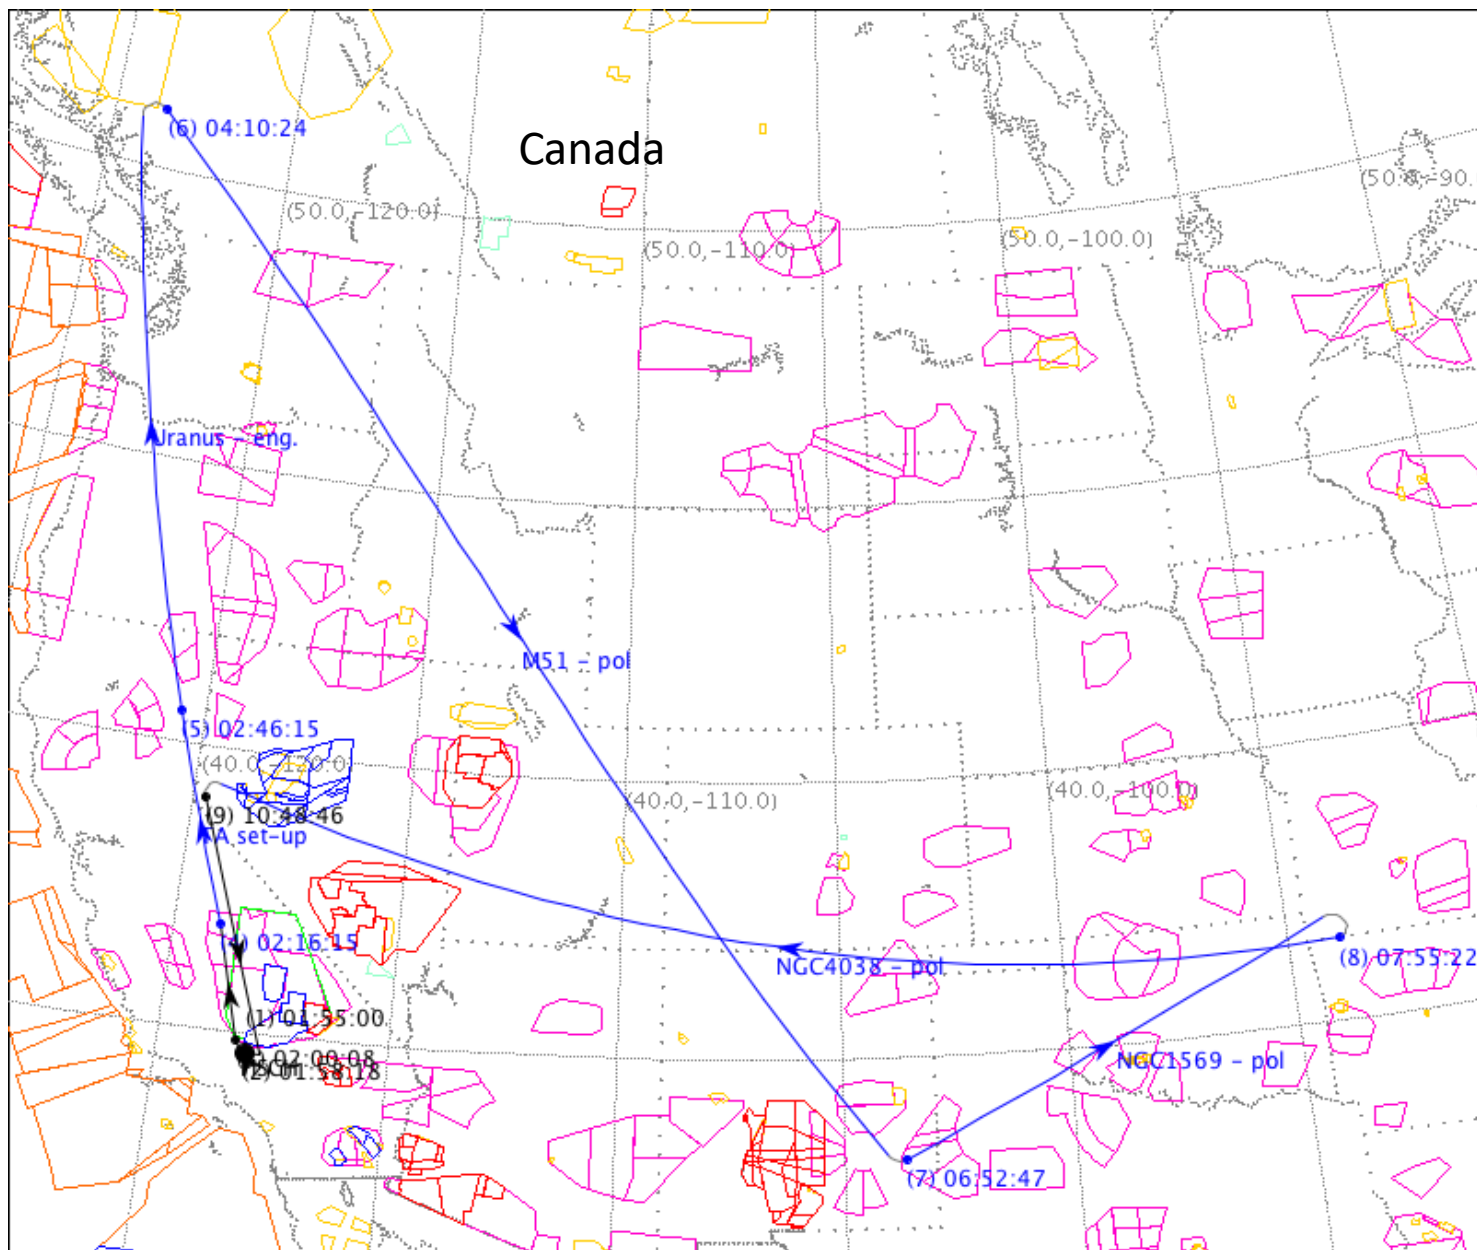 (6) 04:10:24
Canada
(50.0,-120.0)
(50.0,-110.0)
(50.0,-100.0)
(50.0,-90.
Uranus - eng.
M51 - pol
(5) 02:46:15
(40.0,-120.0
(40.0,-110.0)
(40.0,-100.0)
(9) 10:48:46
A set-up
(4) 02:16:15
NGC4038 - pol
(8) 07:55:22
(1) 01:55:00
02:00:08
(2) 01:58:18
NGC1569 - pol
(7) 06:52:47